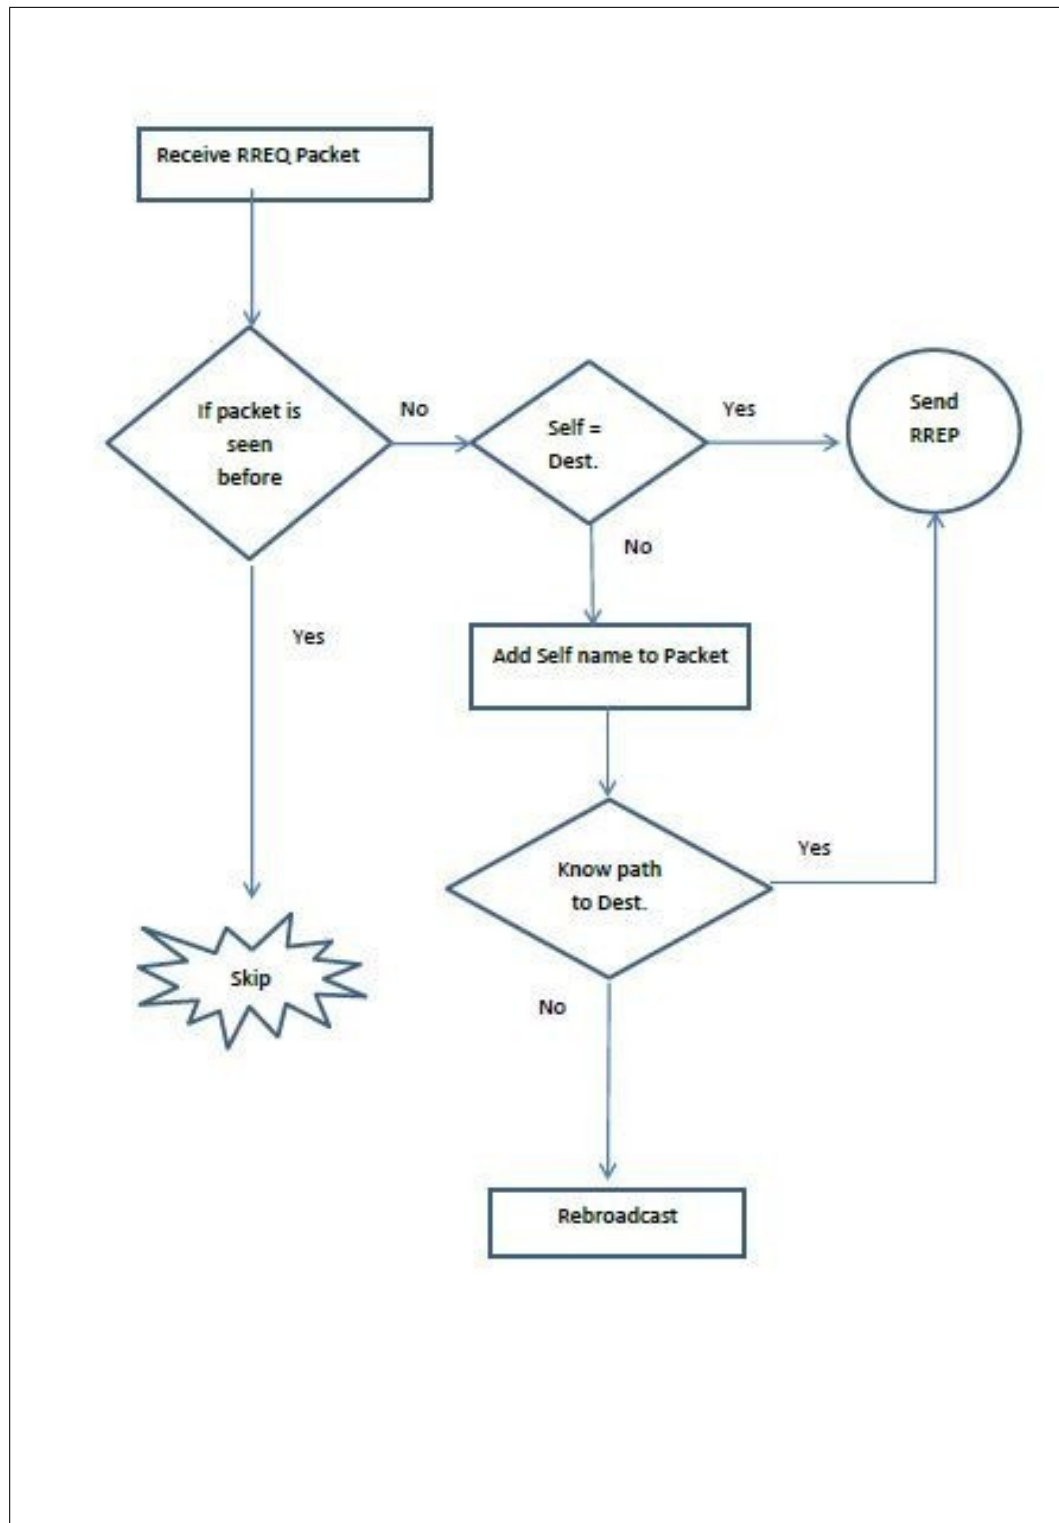 Receive RREQ Packet
If packet is
seen
before
No
Self =
Dest.
Yes
Send
RREP
No
Yes
Add Self name to Packet
Know path
to Dest.
Yes
Skip
No
Rebroadcast